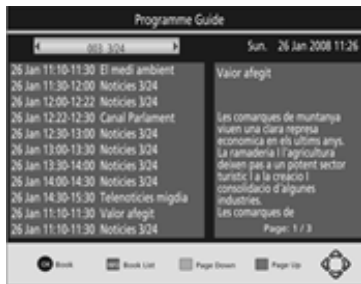 Programme Guide
003 3/24
Sun. 26 Jan 2008 11:26
26 Jan 11:10-11:30 El medi ambient
26 Jan 11:30-12:00 Noticies 3/24
26 Jan 12:00-12:22 Noticies 3/24
26 Jan 12:22-12:30 Canal Parlament
26 Jan 12:30-13:00 Noticies 3/24
26 Jan 13:00-13:30 Noticies 3/24
26 Jan 13:30-14:00 Noticies 3/24
26 Jan 14:00-14:30 Noticies 3/24
26 Jan 14:30-15:30 Telenoticies migdia
26 Jan 11:10-11:30 Valor afegit
26 Jan 11:10-11:30 Noticies 3/24
Vaior afegit
Les comarques de muntanya
viuen una clara represa
economica en els ultims anys.
La ramaderia I l'agricultura
deixen pas a un potent sector
turistic I a la creacio I
consolidacio d'algunes
industries.
Les comarques de
Page: 1/3
OK Book
Book List
Page Down
Page Up